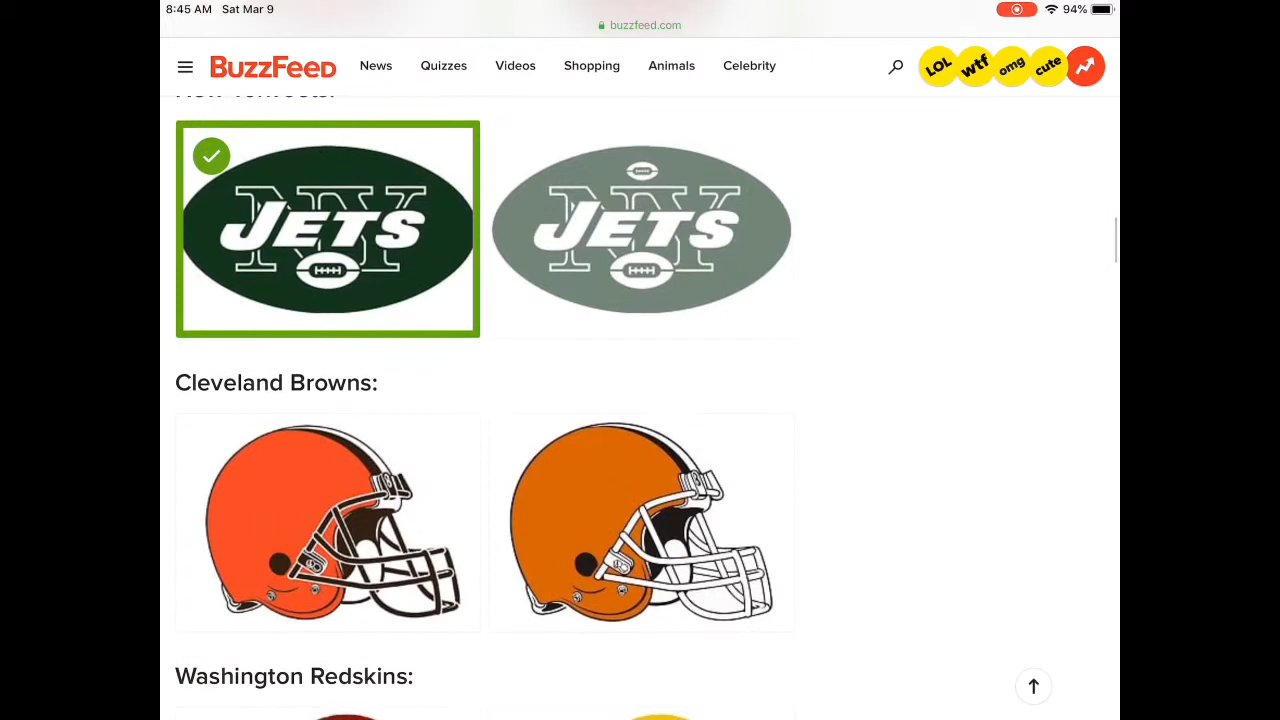 8:45 AM Sat Mar 9
94%
buzzfeed.com
BuzzFeed
News Quizzes Videos Shopping Animals Celebrity
LOL wtf omg cute
NY
JETS
NY
JETS
Cleveland Browns:
Washington Redskins: